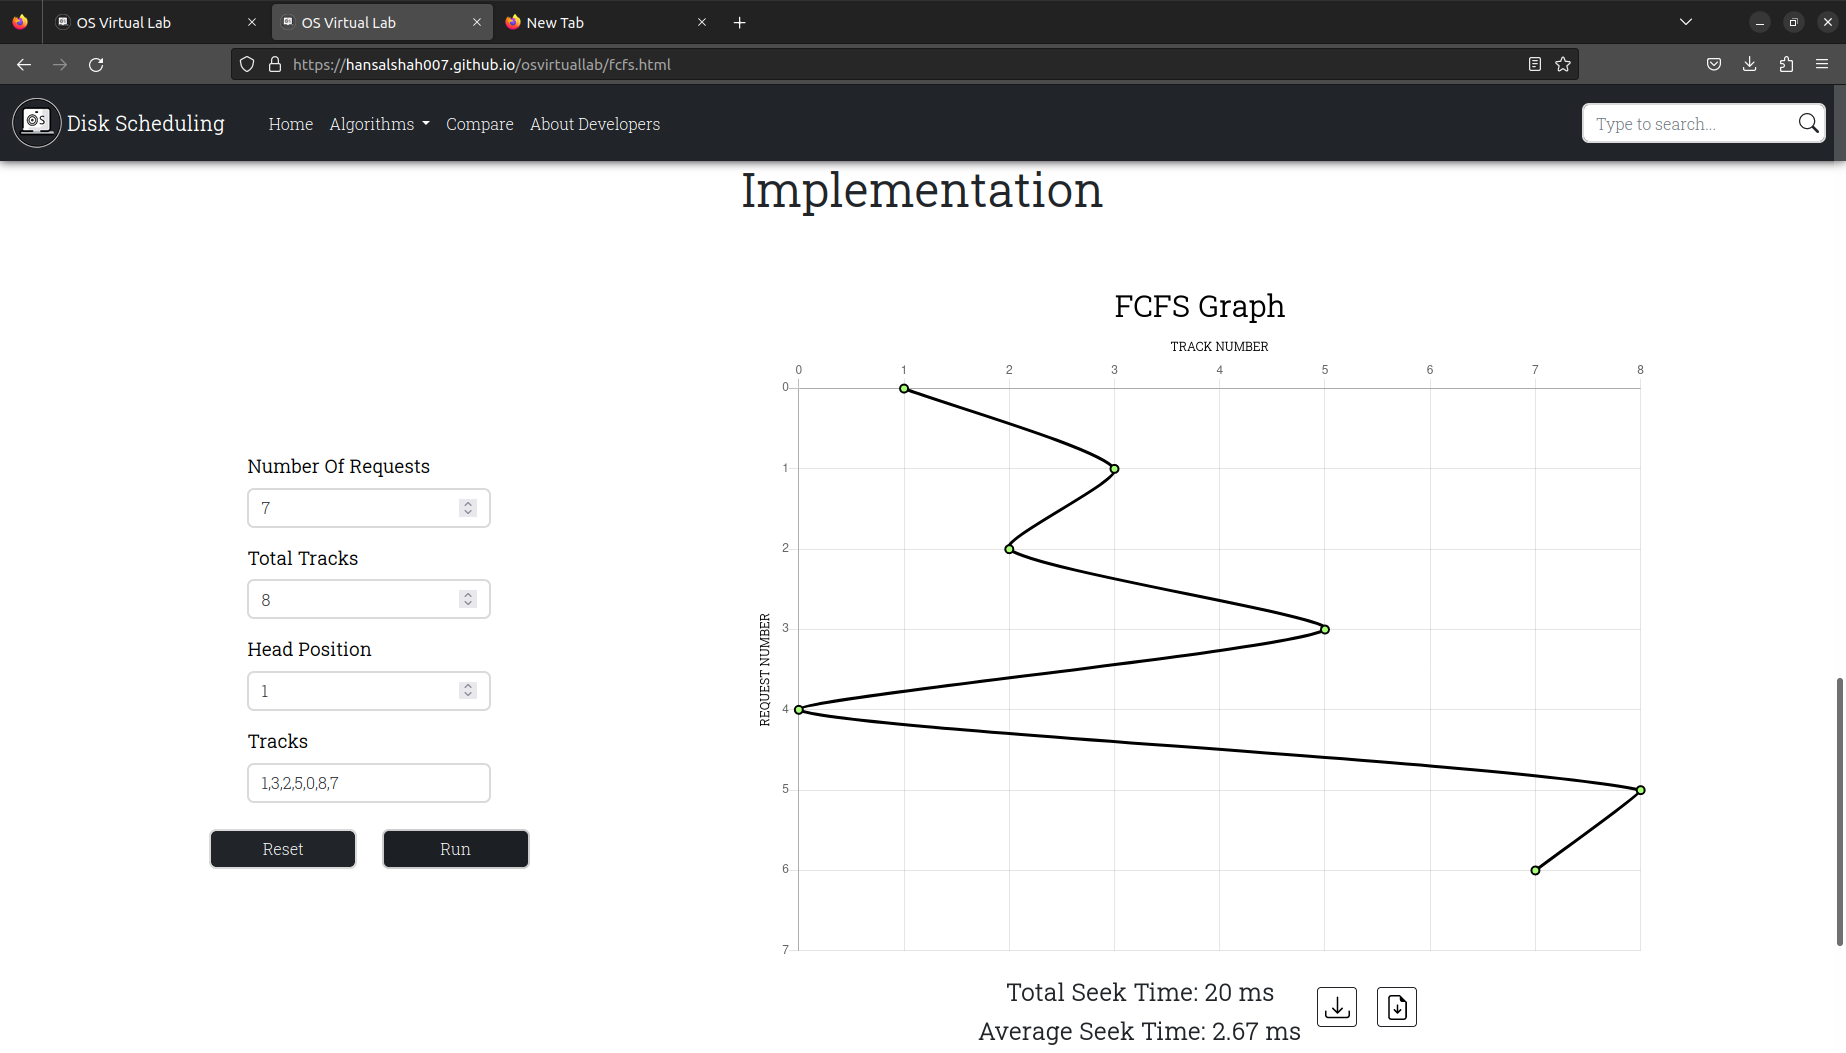 OS Virtual Lab
OS Virtual Lab
New Tab
https://hansalshah007.github.io/osvirtuallab/fcfs.html
OS
Disk Scheduling
Home
Algorithms
Compare
About Developers
Type to search...
Implementation
FCFS Graph
TRACK NUMBER
0 1 2 3 4 5 6 7 8
0
1
2
3
4
5
6
7
REQUEST NUMBER
Number Of Requests
7
Total Tracks
8
Head Position
1
Tracks
1,3,2,5,0,8,7
Reset
Run
Total Seek Time: 20 ms
Average Seek Time: 2.67 ms